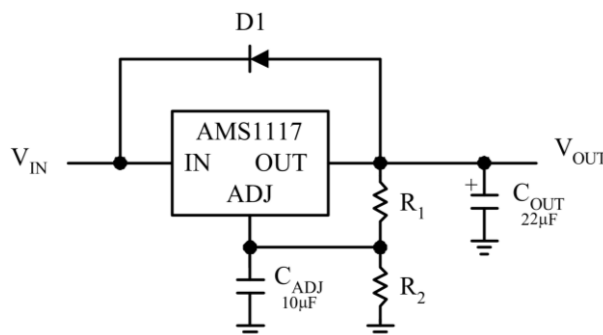 D1
AMS1117
V_IN
IN OUT
V_OUT
ADJ
+
R_1
C_OUT
22μF
C_ADJ
10μF
R_2